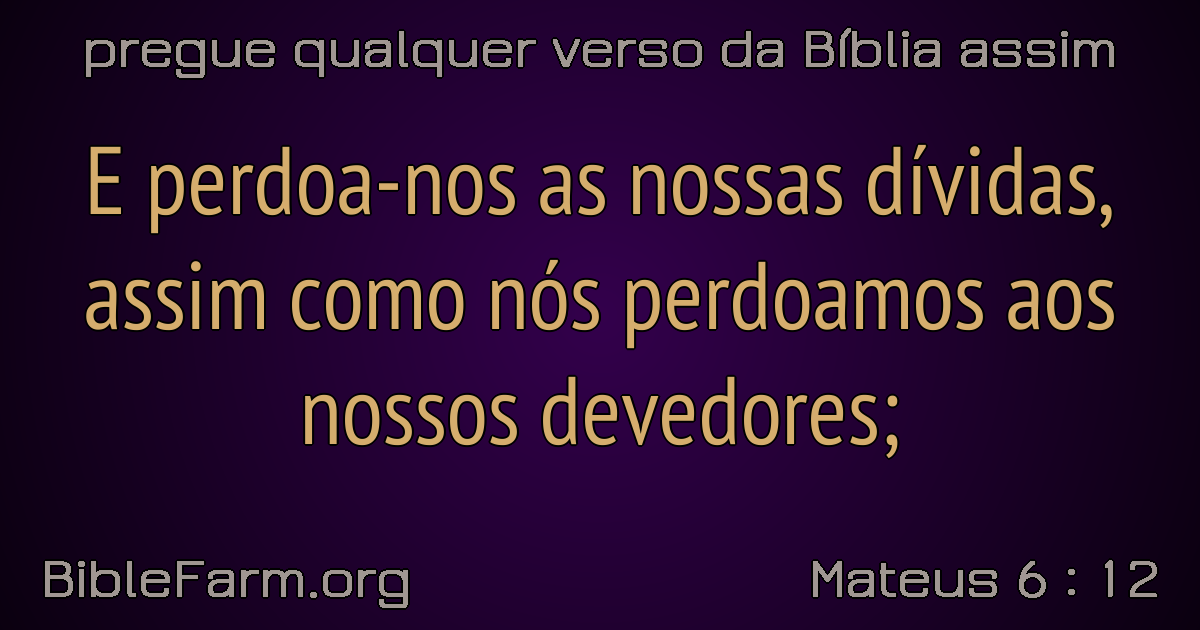 pregue qualquer verso da Bíblia assim
E perdoa-nos as nossas dívidas,
assim como nós perdoamos aos
nossos devedores;
BibleFarm.org
Mateus 6 : 12